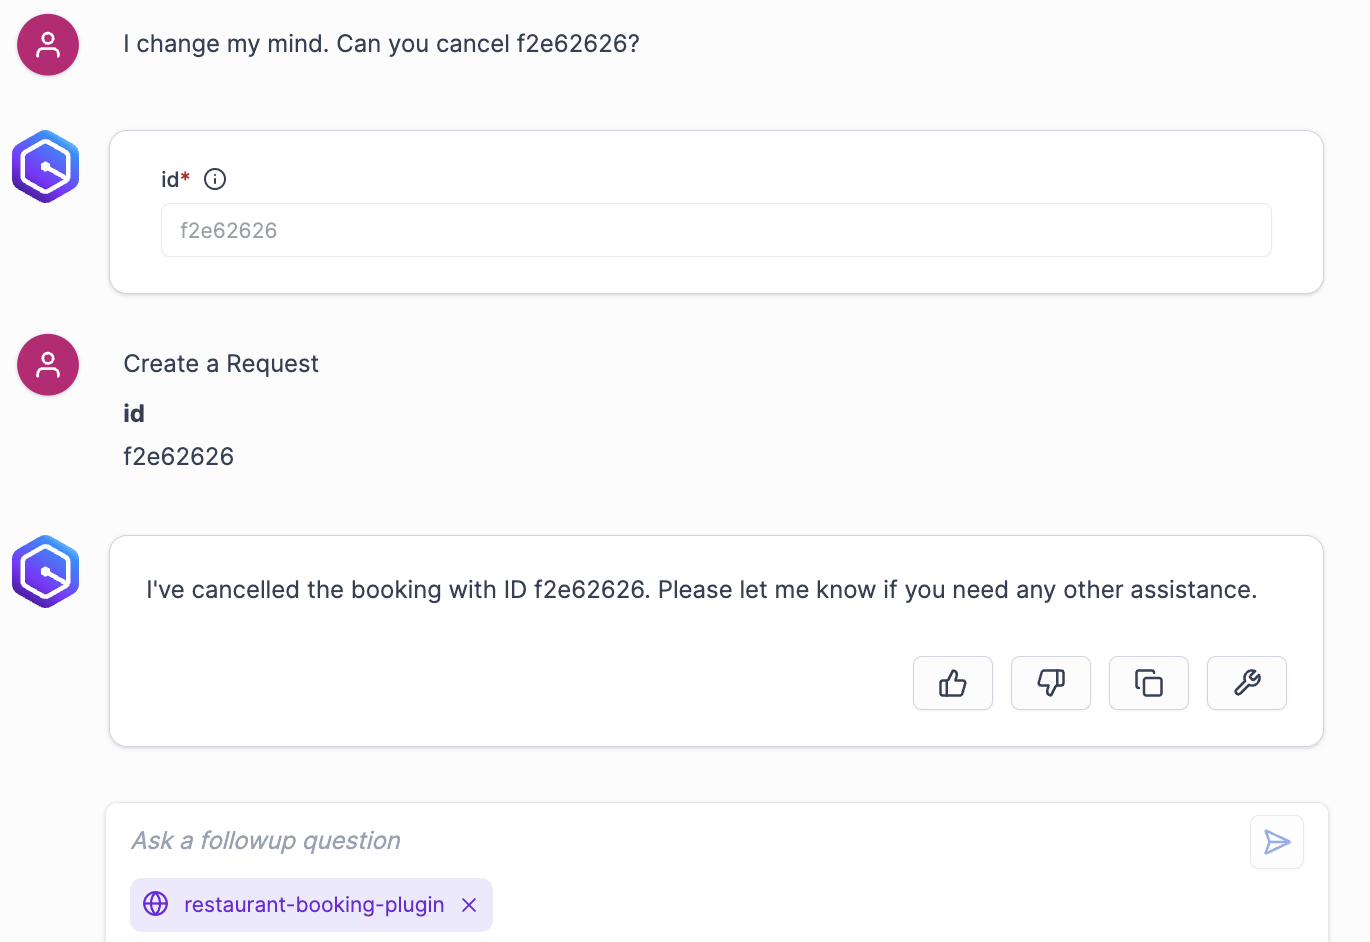 I change my mind. Can you cancel f2e62626?
id*
f2e62626
Create a Request
id
f2e62626
I've cancelled the booking with ID f2e62626. Please let me know if you need any other assistance.
Ask a followup question
restaurant-booking-plugin